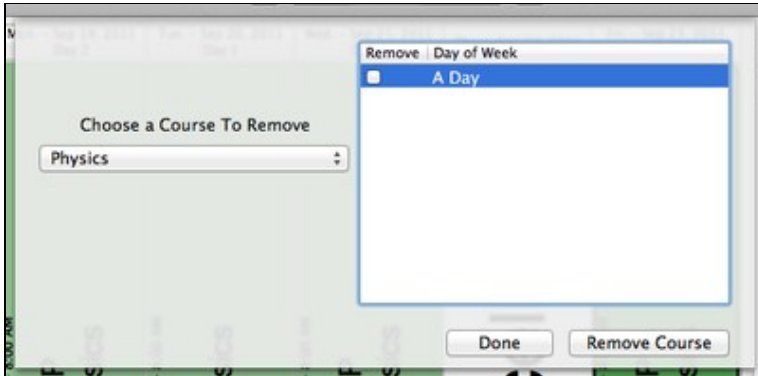 Remove Day of Week
A Day
Choose a Course To Remove
Physics
Done Remove Course